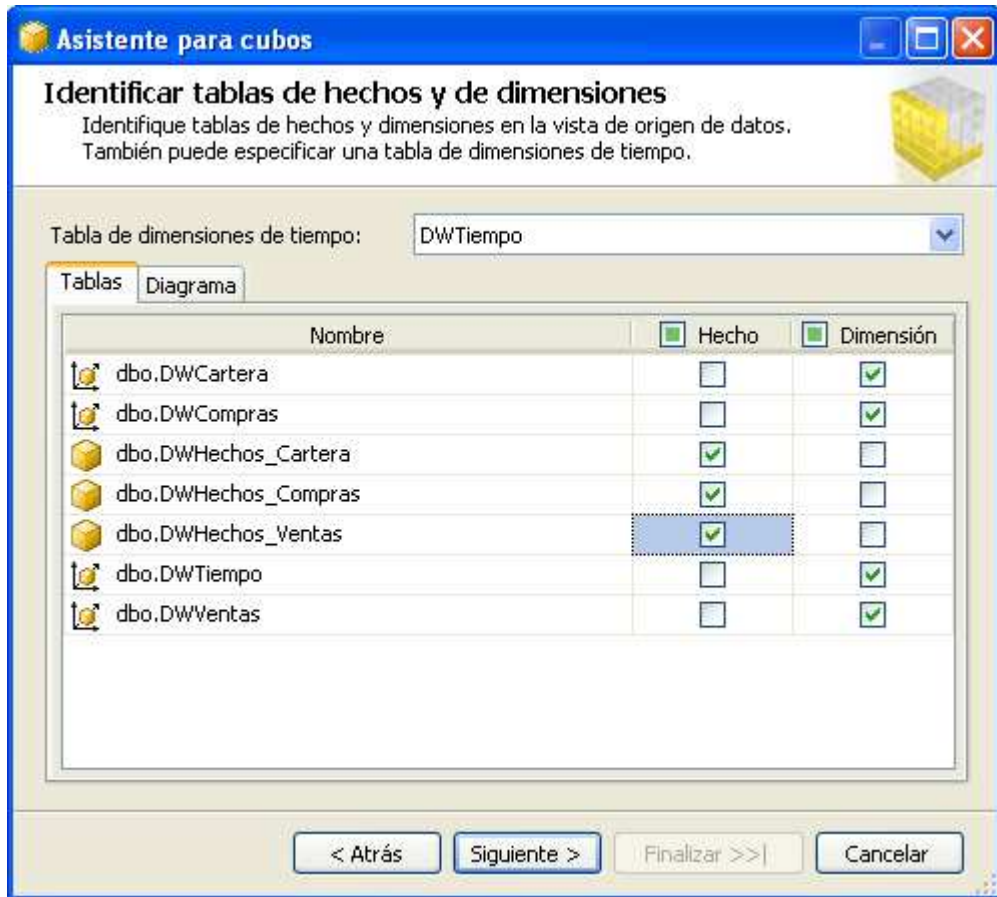 Asistente para cubos
Identificar tablas de hechos y de dimensiones
Identifique tablas de hechos y dimensiones en la vista de origen de datos.
También puede especificar una tabla de dimensiones de tiempo.
Tabla de dimensiones de tiempo: DWTiempo
Tablas Diagrama
Nombre Hecho Dimensión
dbo.DWCartera
dbo.DWCompras
dbo.DWHechos_Cartera
dbo.DWHechos_Compras
dbo.DWHechos_Ventas
dbo.DWTiempo
dbo.DWVentas
< Atrás Siguiente > Finalizar >>| Cancelar